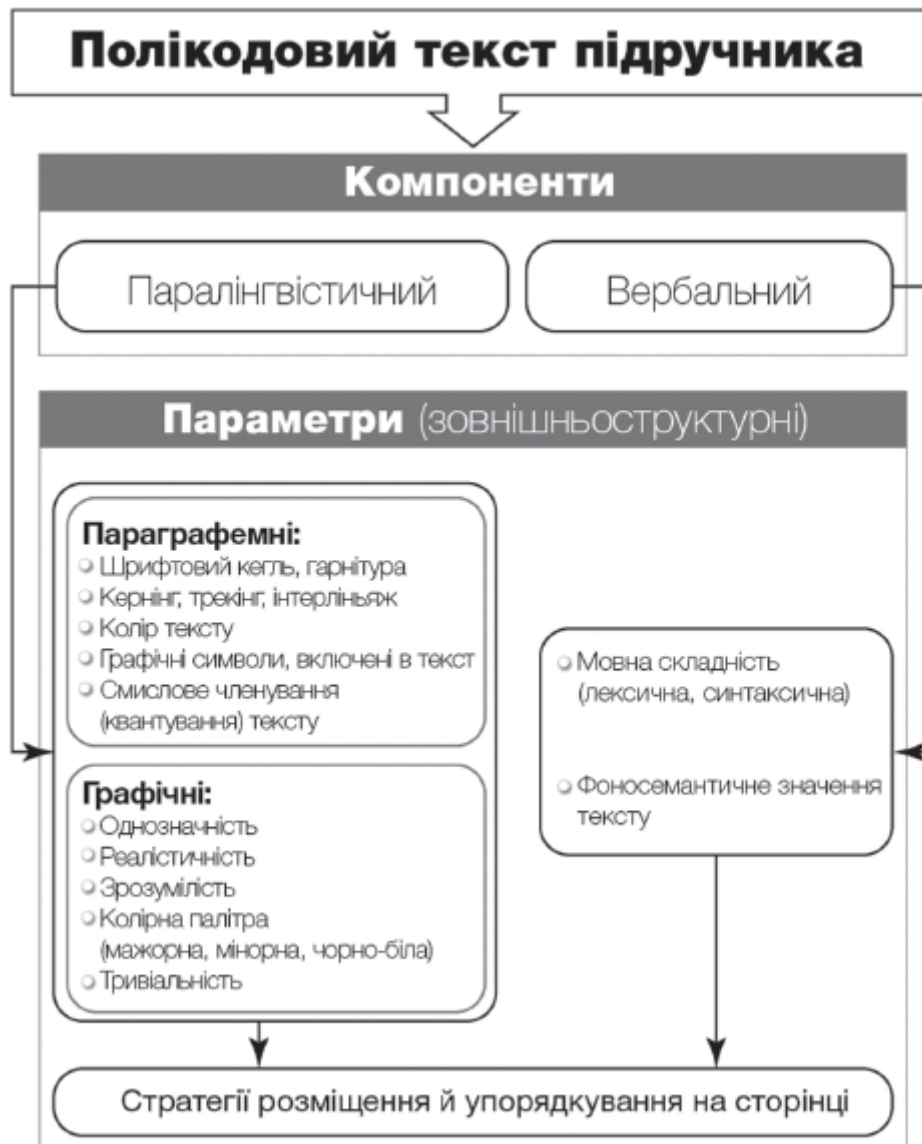 Полікодовий текст підручника
Компоненти
Паралінгвістичний
Вербальний
Параметри (зовнішньоструктурні)
Параграфемні:
Шрифтовий кегль, гарнітура
Кернінг, трекінг, інтерліньяж
Колір тексту
Графічні символи, включені в текст
Смислове членування
(квантування) тексту
Графічні:
Однозначність
Реалістичність
Зрозумілість
Колірна палітра
(мажорна, мінорна, чорно-біла)
Тривіальність
Мовна складність
(лексична, синтаксична)
Фоносемантичне значення
тексту
Стратегії розміщення й упорядкування на сторінці